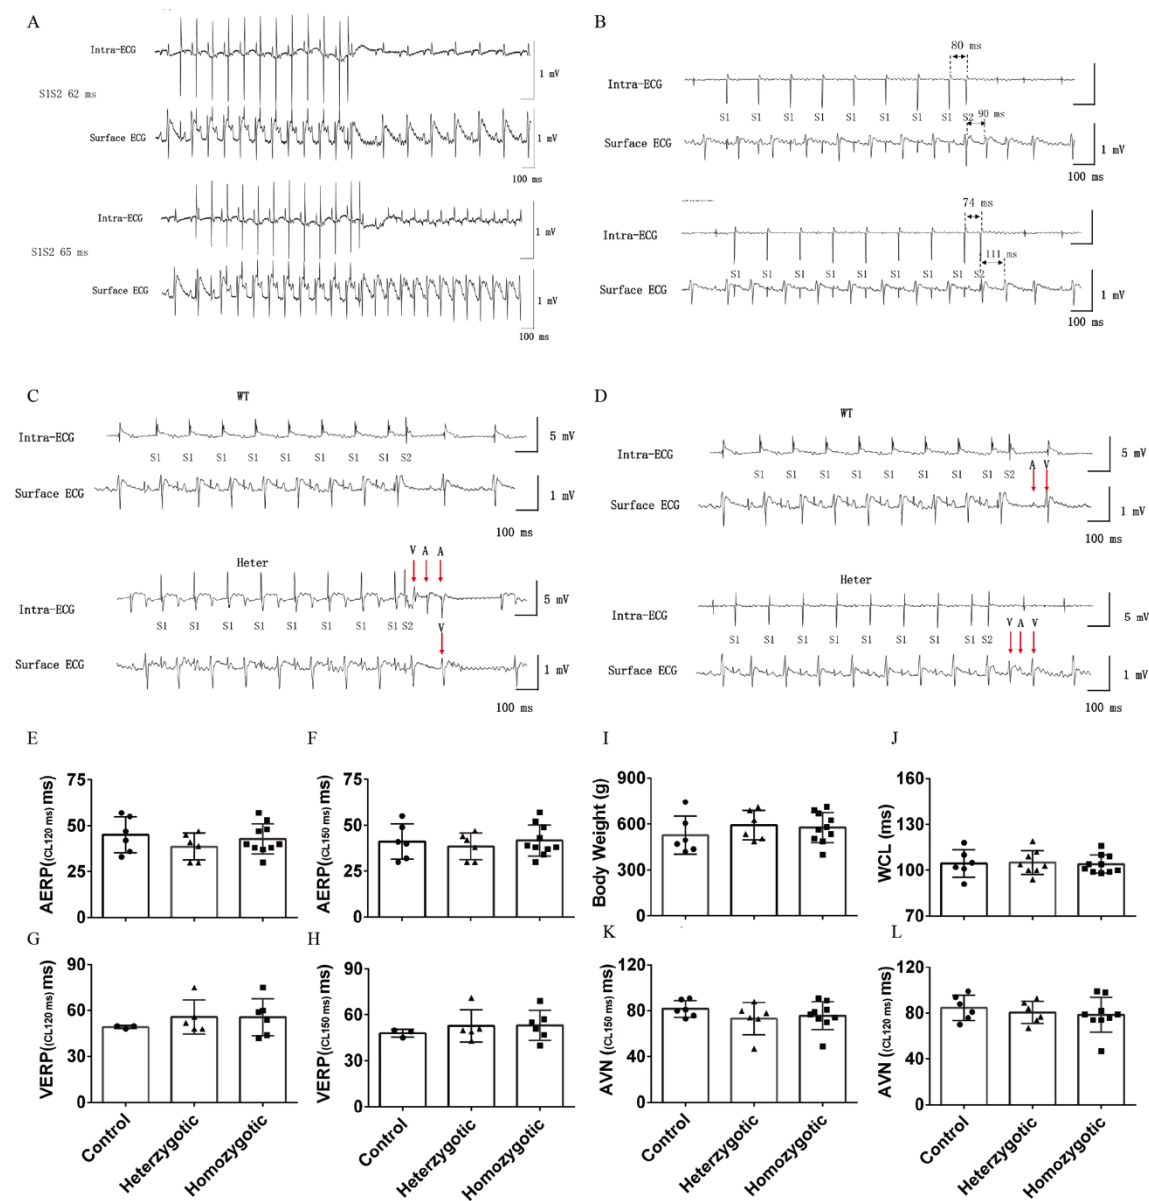 A
Intra-ECG
1 mV
S1S2 62 ms
Surface ECG
1 mV
100 ms
Intra-ECG
1 mV
S1S2 65 ms
Surface ECG
1 mV
100 ms
B
80 ms
Intra-ECG
S1 S1 S1 S1 S1 S1 S1 S1 S2 90 ms
Surface ECG
1 mV
100 ms
74 ms
Intra-ECG
111 ms
S1 S1 S1 S1 S1 S1 S1 S1 S2
Surface ECG
1 mV
100 ms
C
WT
Intra-ECG
5 mV
S1 S1 S1 S1 S1 S1 S1 S1 S2
Surface ECG
1 mV
100 ms
Heter
V A A
Intra-ECG
5 mV
S1 S1 S1 S1 S1 S1 S1 S1 S2
V
Surface ECG
1 mV
100 ms
D
WT
Intra-ECG
5 mV
S1 S1 S1 S1 S1 S1 S1 S1 S2
A V
Surface ECG
1 mV
100 ms
Heter
Intra-ECG
5 mV
S1 S1 S1 S1 S1 S1 S1 S1 S2
V A V
Surface ECG
1 mV
100 ms
E
AERP((CL120 ms) ms)
75
50
25
0
F
AERP((CL150 ms) ms)
75
50
25
0
I
Body Weight (g)
900
600
300
0
J
WCL (ms)
160
130
100
70
G
VERP((CL120 ms) ms)
90
60
30
0
Control
Heterzygotic
Homozygotic
H
VERP((CL150 ms) ms)
90
60
30
0
Control
Heterzygotic
Homozygotic
K
AVN ((CL150 ms) ms)
120
80
40
0
Control
Heterzygotic
Homozygotic
L
AVN ((CL120 ms) ms)
120
80
40
0
Control
Heterzygotic
Homozygotic